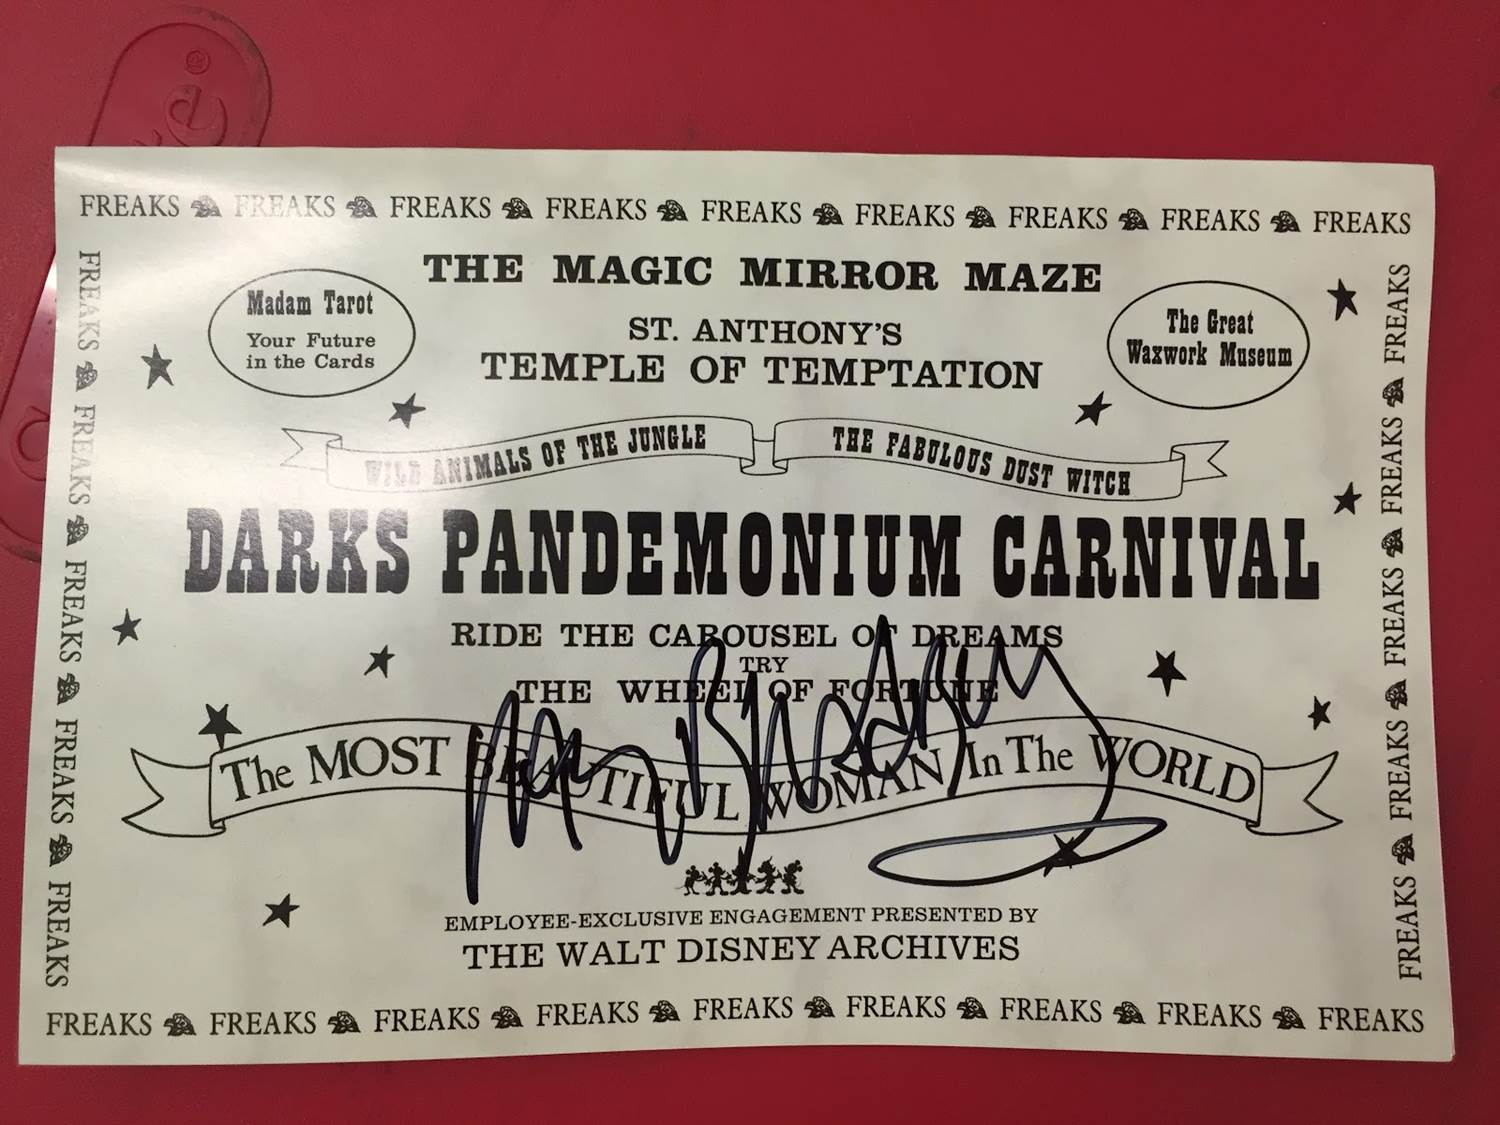 FREAKS FREAKS FREAKS FREAKS FREAKS FREAKS FREAKS FREAKS FREAKS
FREAKS FREAKS FREAKS FREAKS FREAKS
THE MAGIC MIRROR MAZE
Madam Tarot
Your Future
in the Cards
ST. ANTHONY'S
TEMPLE OF TEMPTATION
The Great
Waxwork Museum
WILD ANIMALS OF THE JUNGLE
THE FABULOUS DUST WITCH
DARKS PANDEMONIUM CARNIVAL
RIDE THE CAROUSEL OF DREAMS
TRY
THE WHEEL OF FORTUNE
The MOST BEAUTIFUL WOMAN In The WORLD
Ray Bradbury
EMPLOYEE-EXCLUSIVE ENGAGEMENT PRESENTED BY
THE WALT DISNEY ARCHIVES
FREAKS FREAKS FREAKS FREAKS FREAKS
FREAKS FREAKS FREAKS FREAKS FREAKS FREAKS FREAKS FREAKS FREAKS